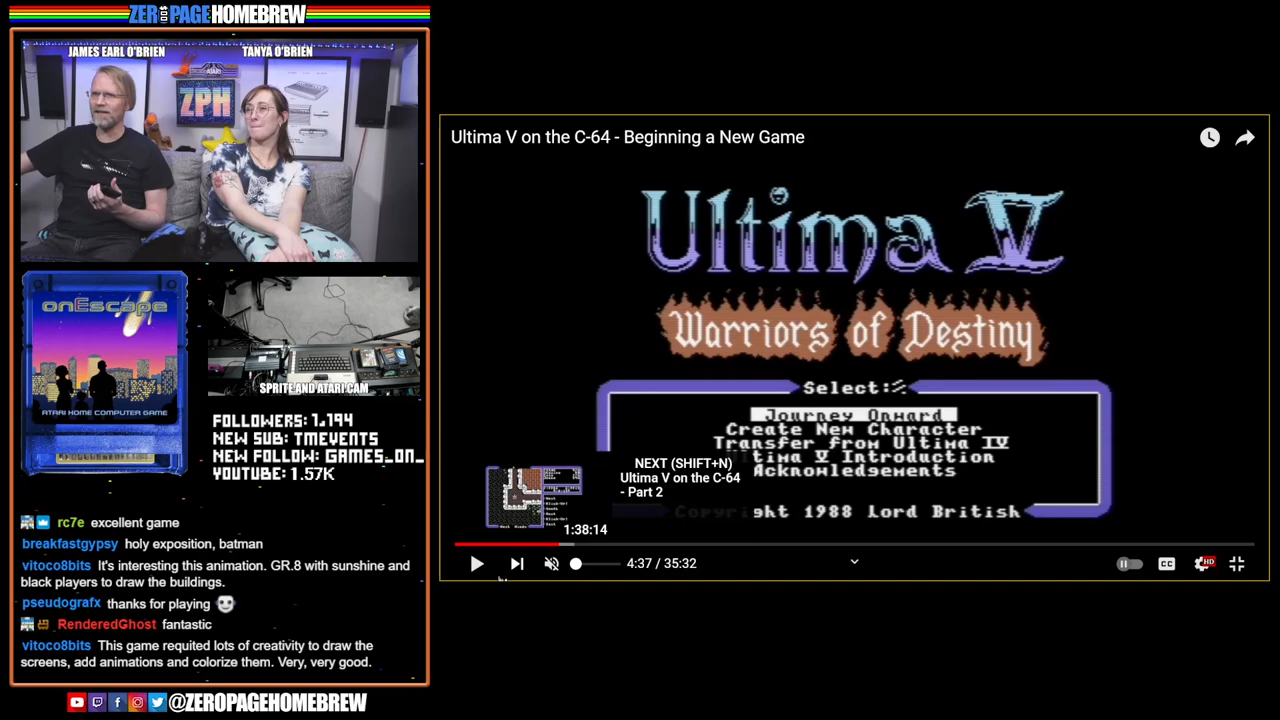 ZEROPAGE HOMEBREW
JAMES EARL O'BRIEN
TANYA O'BRIEN
ATARI
ZPH
onEscape
ATARI HOME COMPUTER GAME
SPRITE AND ATARI CAM
FOLLOWERS: 1,194
NEW SUB: TMEVENTS
NEW FOLLOW: GAMES_ON_
YOUTUBE: 1.57K
rc7e excellent game
breakfastgypsy holy exposition, batman
vitoco8bits It's interesting this animation. GR.8 with sunshine and
black players to draw the buildings.
pseudografx thanks for playing
RenderedGhost fantastic
vitoco8bits This game requited lots of creativity to draw the
screens, add animations and colorize them. Very, very good.
@ZEROPAGEHOMEBREW
Ultima V on the C-64 - Beginning a New Game
Ultima V
Warriors of Destiny
Select:
Journey Onward
Create New Character
Transfer from Ultima IV
ltima V Introduction
Acknowledgements
Copyright 1988 Lord British
NEXT (SHIFT+N)
Ultima V on the C-64
- Part 2
1:38:14
4:37 / 35:32
CC
HD